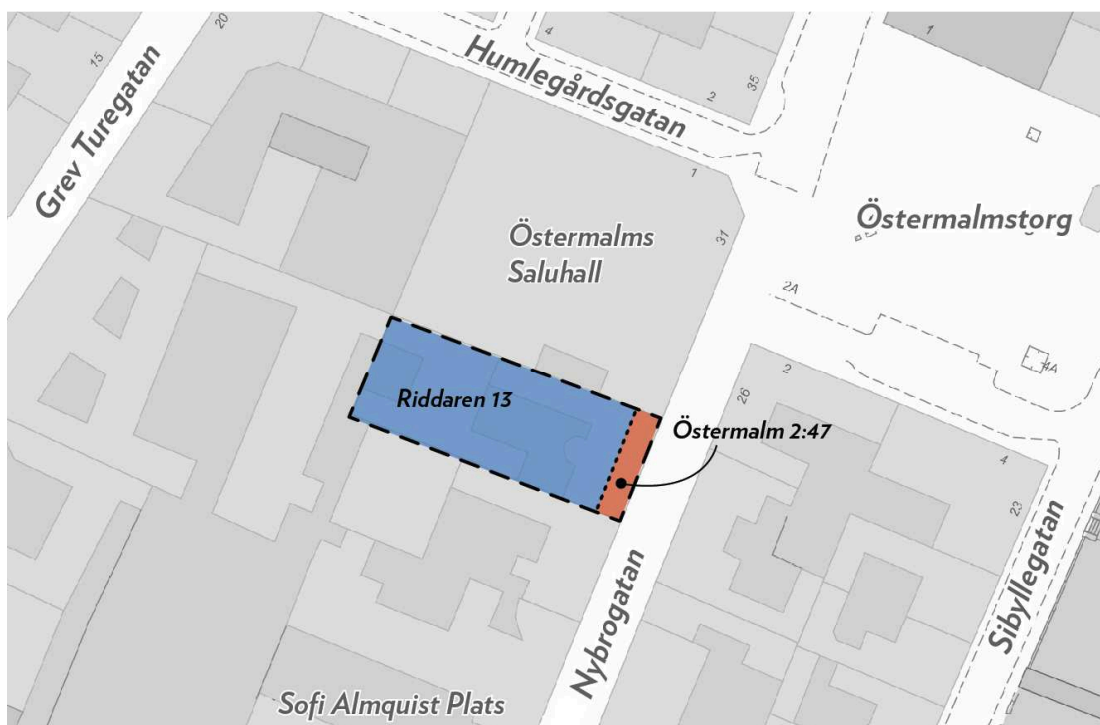 20
15
Grev Turegatan
4
Humlegårdsgatan
2
35
1
1
31
Östermalms
Saluhall
Östermalmstorg
2A
4A
2
26
Riddaren 13
Östermalm 2:47
4
23
Sibyllegatan
Nybrogatan
Sofi Almquist Plats